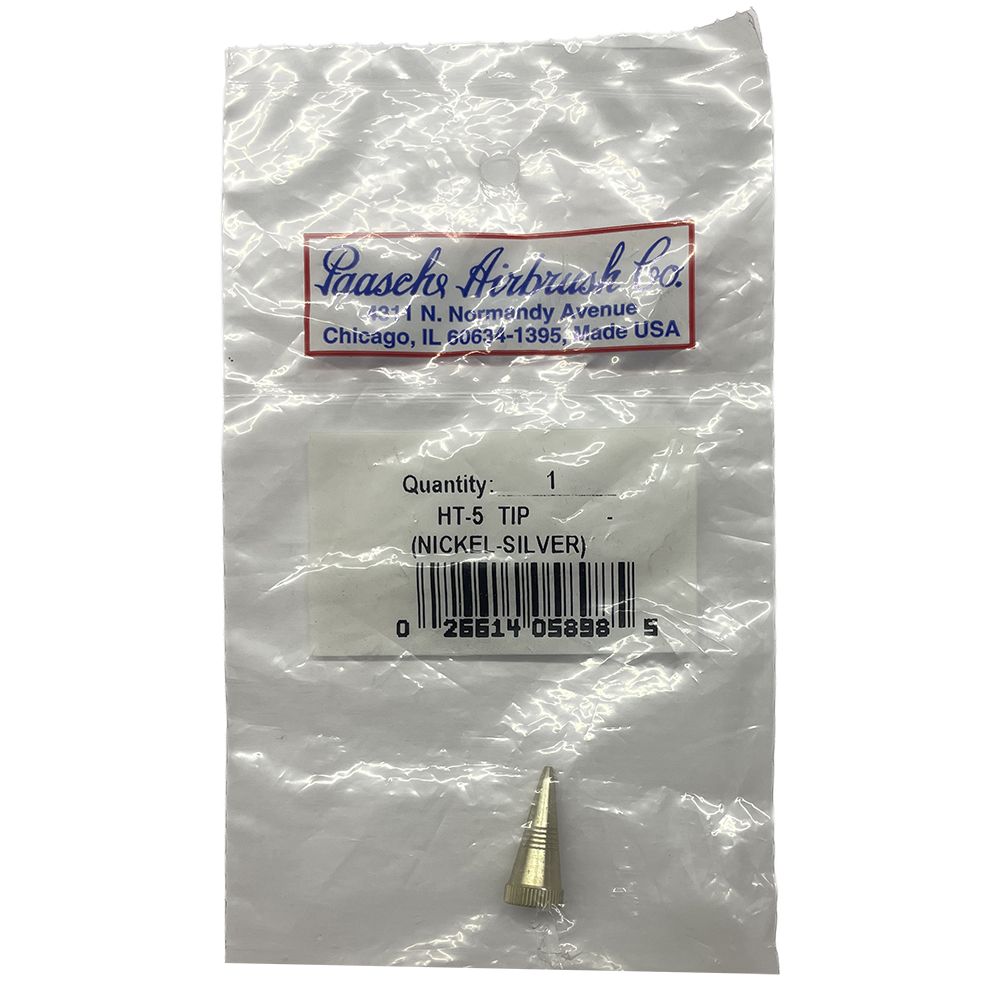 Paasche Airbrush Co.
4311 N. Normandy Avenue
Chicago, IL 60634-1395, Made USA
Quantity: 1
HT-5 TIP -
(NICKEL-SILVER)
0 26614 05898 5